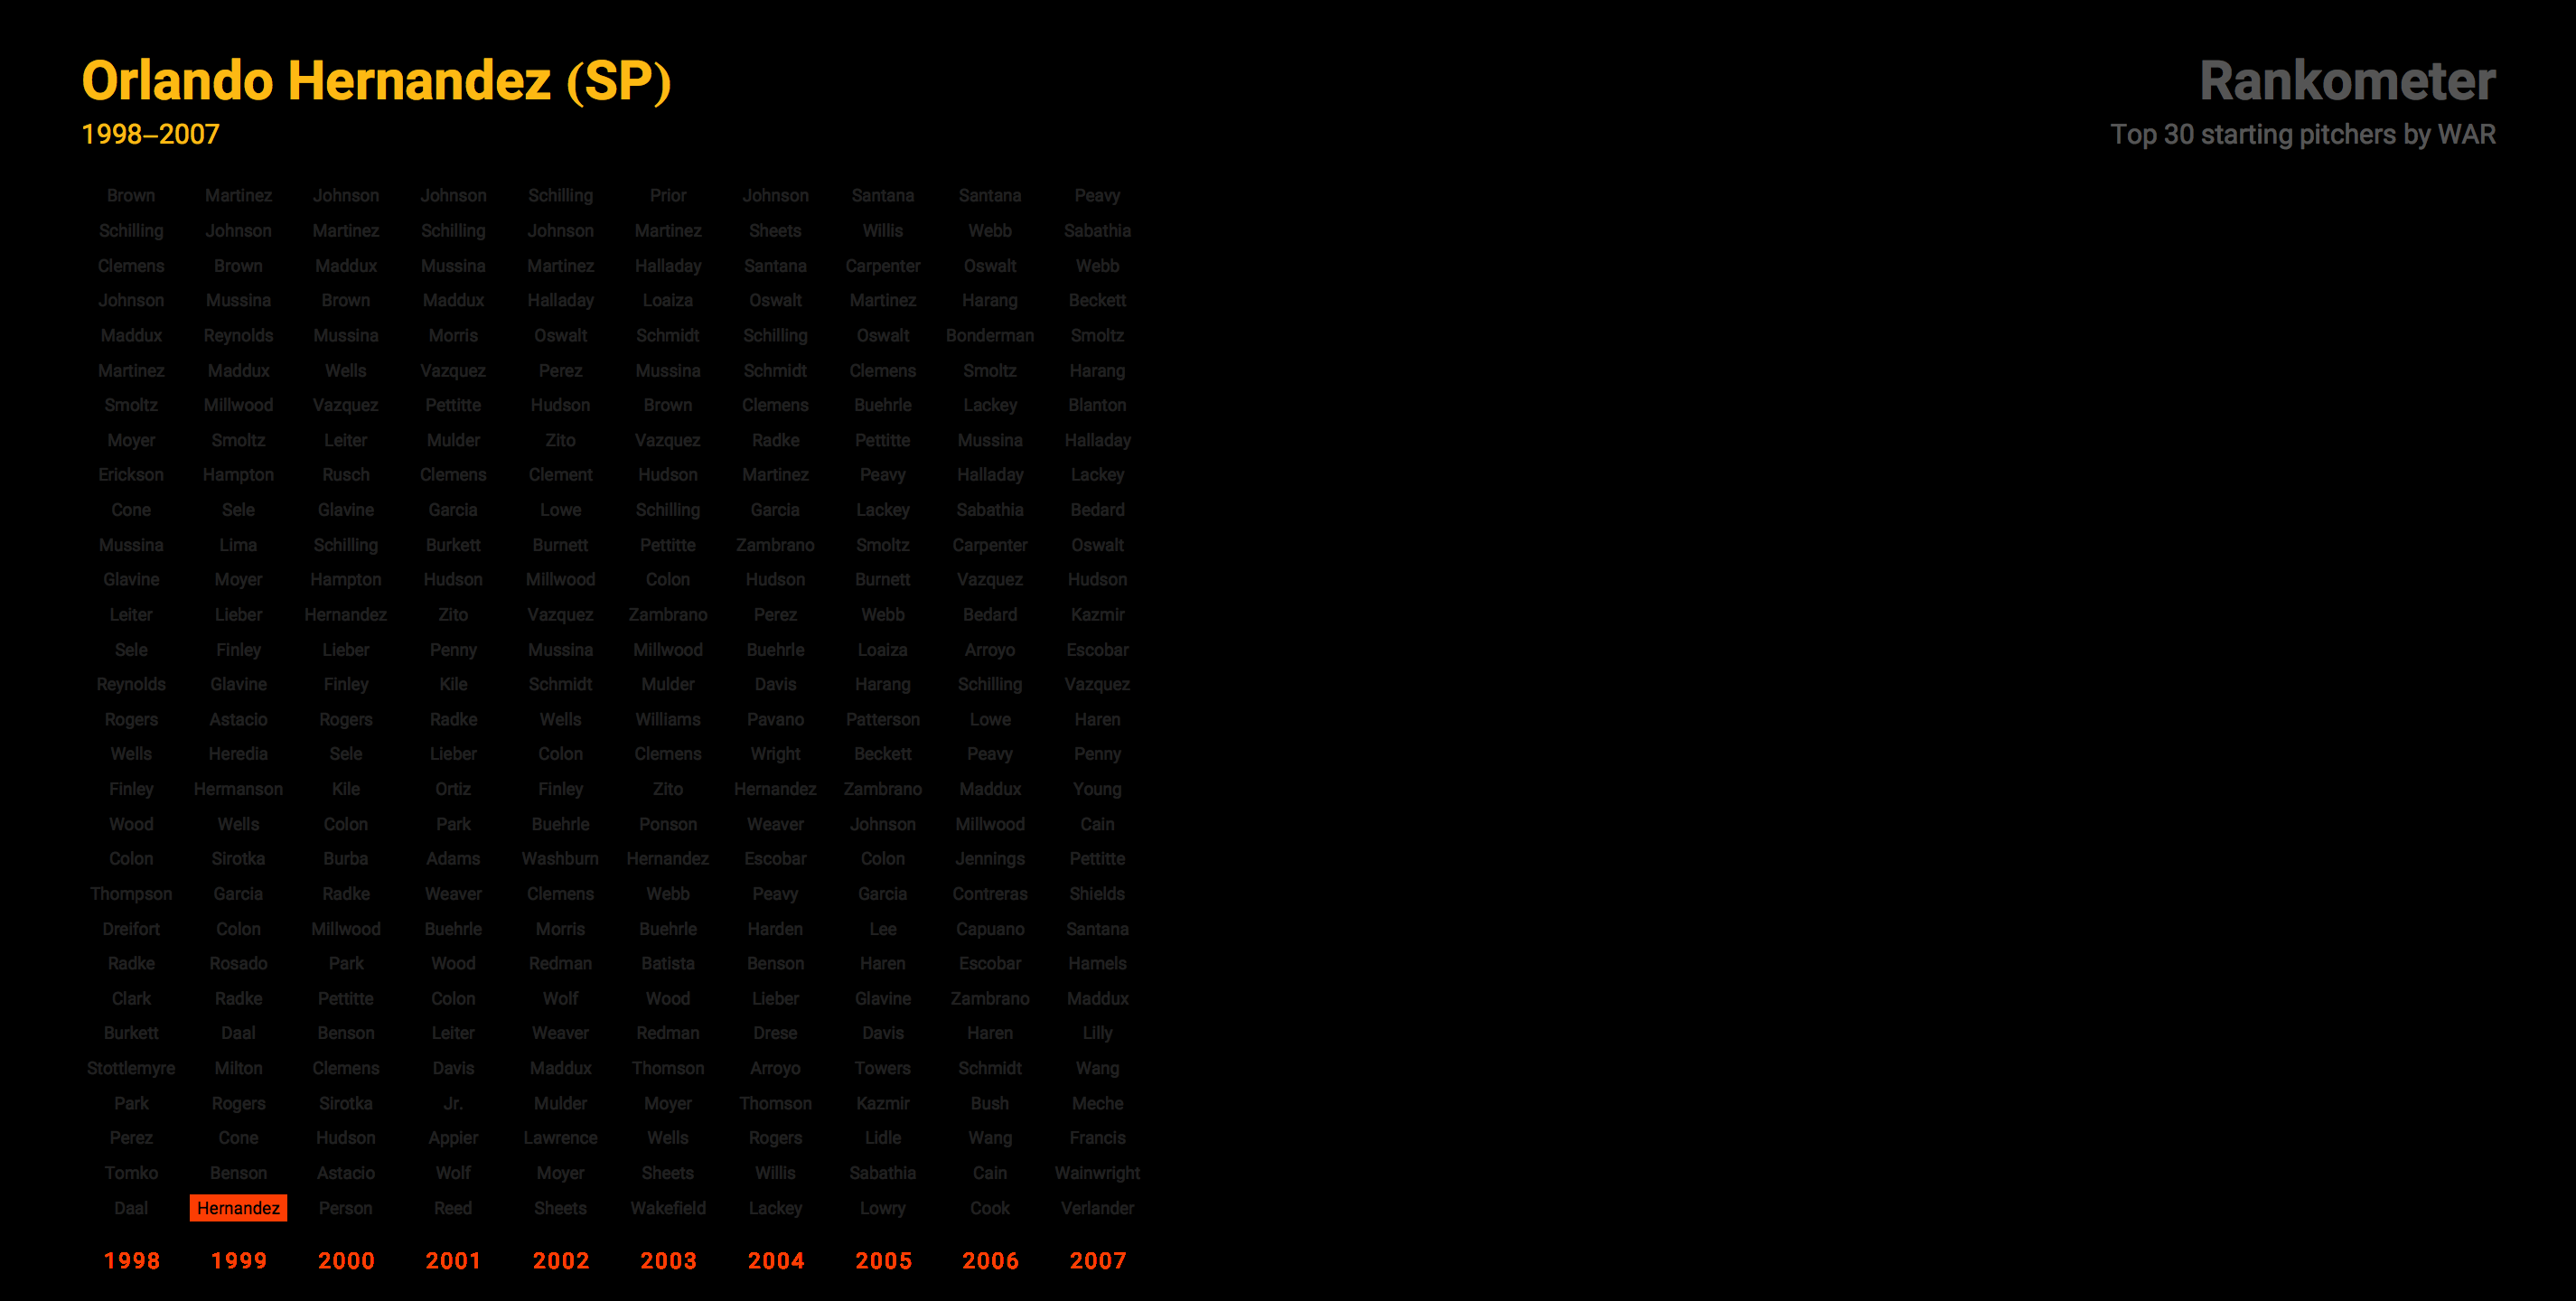 Orlando Hernandez (SP)
1998–2007
Rankometer
Top 30 starting pitchers by WAR
Brown Martinez Johnson Johnson Schilling Prior Johnson Santana Santana Peavy
Schilling Johnson Martinez Schilling Johnson Martinez Sheets Willis Webb Sabathia
Clemens Brown Maddux Mussina Martinez Halladay Santana Carpenter Oswalt Webb
Johnson Mussina Brown Maddux Halladay Loaiza Oswalt Martinez Harang Beckett
Maddux Reynolds Mussina Morris Oswalt Schmidt Schilling Oswalt Bonderman Smoltz
Martinez Maddux Wells Vazquez Perez Mussina Schmidt Clemens Smoltz Harang
Smoltz Millwood Vazquez Pettitte Hudson Brown Clemens Buehrle Lackey Blanton
Moyer Smoltz Leiter Mulder Zito Vazquez Radke Pettitte Mussina Halladay
Erickson Hampton Rusch Clemens Clement Hudson Martinez Peavy Halladay Lackey
Cone Sele Glavine Garcia Lowe Schilling Garcia Lackey Sabathia Bedard
Mussina Lima Schilling Burkett Burnett Pettitte Zambrano Smoltz Carpenter Oswalt
Glavine Moyer Hampton Hudson Millwood Colon Hudson Burnett Vazquez Hudson
Leiter Lieber Hernandez Zito Vazquez Zambrano Perez Webb Bedard Kazmir
Sele Finley Lieber Penny Mussina Millwood Buehrle Loaiza Arroyo Escobar
Reynolds Glavine Finley Kile Schmidt Mulder Davis Harang Schilling Vazquez
Rogers Astacio Rogers Radke Wells Williams Pavano Patterson Lowe Haren
Wells Heredia Sele Lieber Colon Clemens Wright Beckett Peavy Penny
Finley Hermanson Kile Ortiz Finley Zito Hernandez Zambrano Maddux Young
Wood Wells Colon Park Buehrle Ponson Weaver Johnson Millwood Cain
Colon Sirotka Burba Adams Washburn Hernandez Escobar Colon Jennings Pettitte
Thompson Garcia Radke Weaver Clemens Webb Peavy Garcia Contreras Shields
Dreifort Colon Millwood Buehrle Morris Buehrle Harden Lee Capuano Santana
Radke Rosado Park Wood Redman Batista Benson Haren Escobar Hamels
Clark Radke Pettitte Colon Wolf Wood Lieber Glavine Zambrano Maddux
Burkett Daal Benson Leiter Weaver Redman Drese Davis Haren Lilly
Stottlemyre Milton Clemens Davis Maddux Thomson Arroyo Towers Schmidt Wang
Park Rogers Sirotka Jr. Mulder Moyer Thomson Kazmir Bush Meche
Perez Cone Hudson Appier Lawrence Wells Rogers Lidle Wang Francis
Tomko Benson Astacio Wolf Moyer Sheets Willis Sabathia Cain Wainwright
Daal Hernandez Person Reed Sheets Wakefield Lackey Lowry Cook Verlander
1998 1999 2000 2001 2002 2003 2004 2005 2006 2007